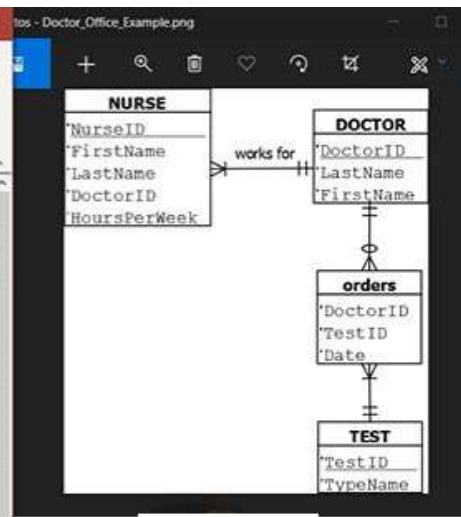 tos - Doctor_Office_Example.png
NURSE
*NurseID
*FirstName
*LastName
*DoctorID
*HoursPerWeek
works for
DOCTOR
*DoctorID
*LastName
*FirstName
orders
*DoctorID
*TestID
*Date
TEST
*TestID
*TypeName